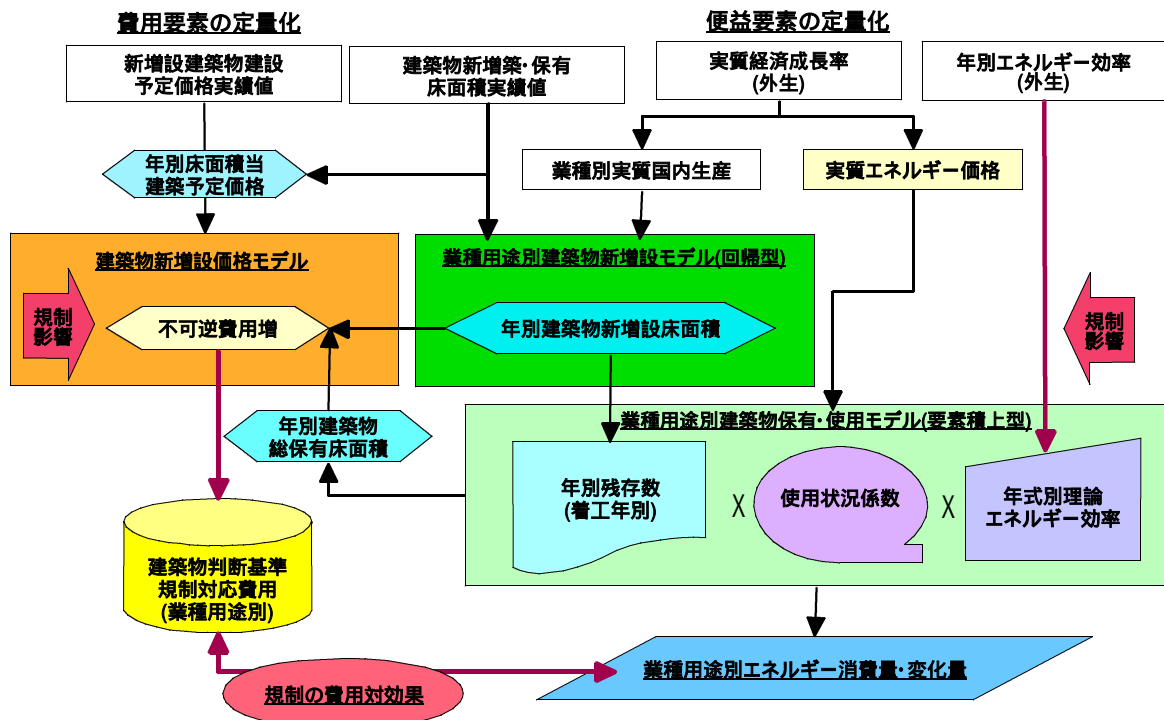 費用要素の定量化
便益要素の定量化
新増設建築物建設
予定価格実績値
建築物新増築・保有
床面積実績値
実質経済成長率
(外生)
年別エネルギー効率
(外生)
年別床面積当
建築予定価格
業種別実質国内生産
実質エネルギー価格
建築物新増設価格モデル
業種用途別建築物新増設モデル(回帰型)
規制
影響
不可逆費用増
年別建築物新増設床面積
規制
影響
年別建築物
総保有床面積
業種用途別建築物保有・使用モデル(要素積上型)
年別残存数
(着工年別)
X
使用状況係数
X
年式別理論
エネルギー効率
建築物判断基準
規制対応費用
(業種用途別)
業種用途別エネルギー消費量・変化量
規制の費用対効果